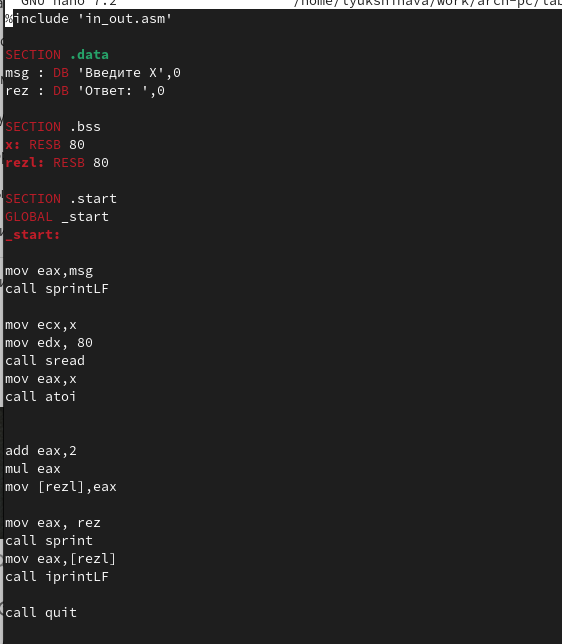 GNU nano 7.2 /home/lyukshinava/work/arch-pc/lab
%include 'in_out.asm'
SECTION .data
msg : DB 'Введите X',0
rez : DB 'Ответ: ',0
SECTION .bss
x: RESB 80
rezl: RESB 80
SECTION .start
GLOBAL _start
_start:
mov eax,msg
call sprintLF
mov ecx,x
mov edx, 80
call sread
mov eax,x
call atoi
add eax,2
mul eax
mov [rezl],eax
mov eax, rez
call sprint
mov eax,[rezl]
call iprintLF
call quit